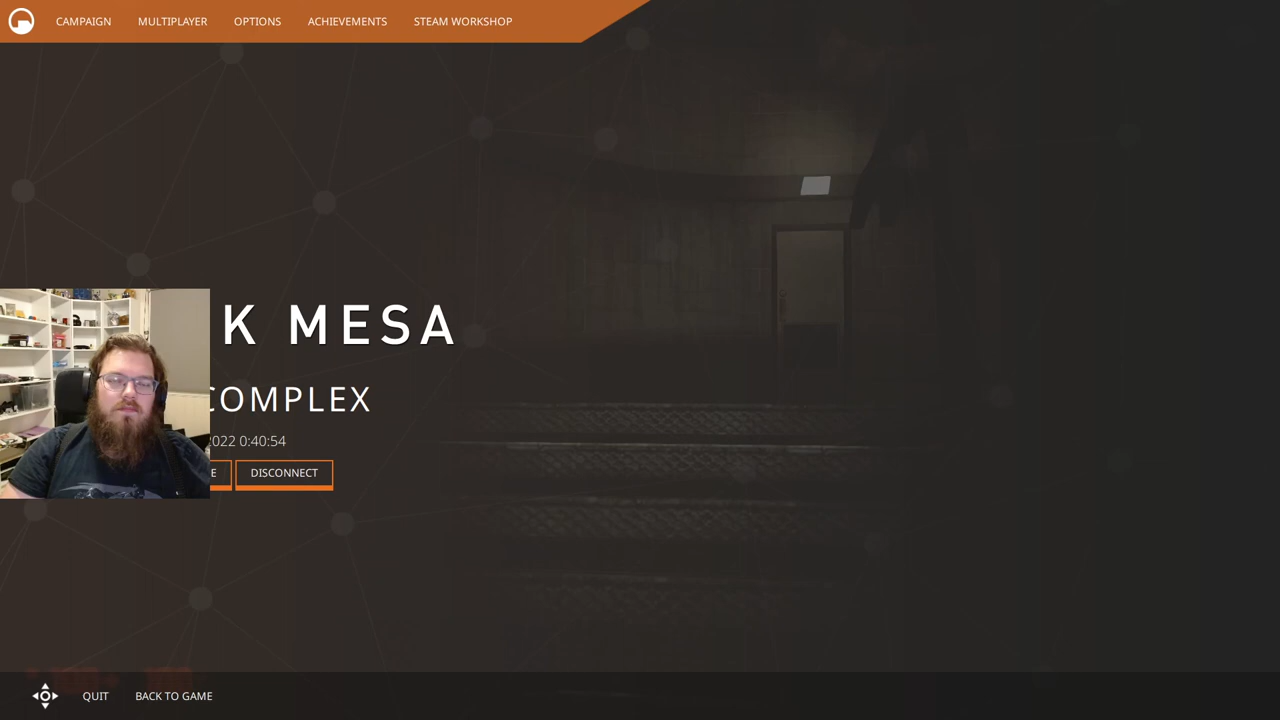 CAMPAIGN MULTIPLAYER OPTIONS ACHIEVEMENTS STEAM WORKSHOP
K MESA
COMPLEX
2022 0:40:54
E DISCONNECT
QUIT BACK TO GAME